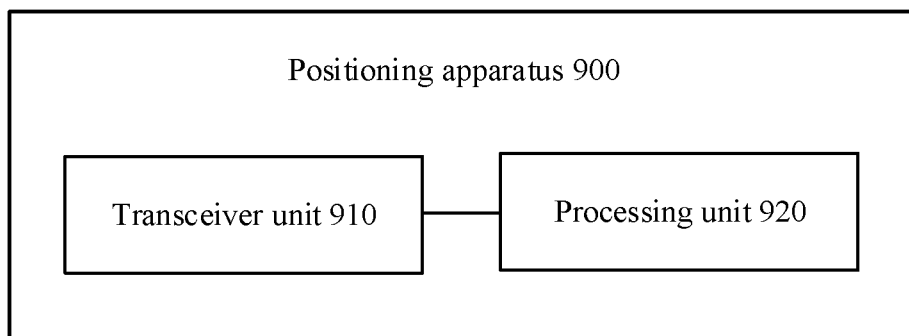 Positioning apparatus 900
Transceiver unit 910
Processing unit 920